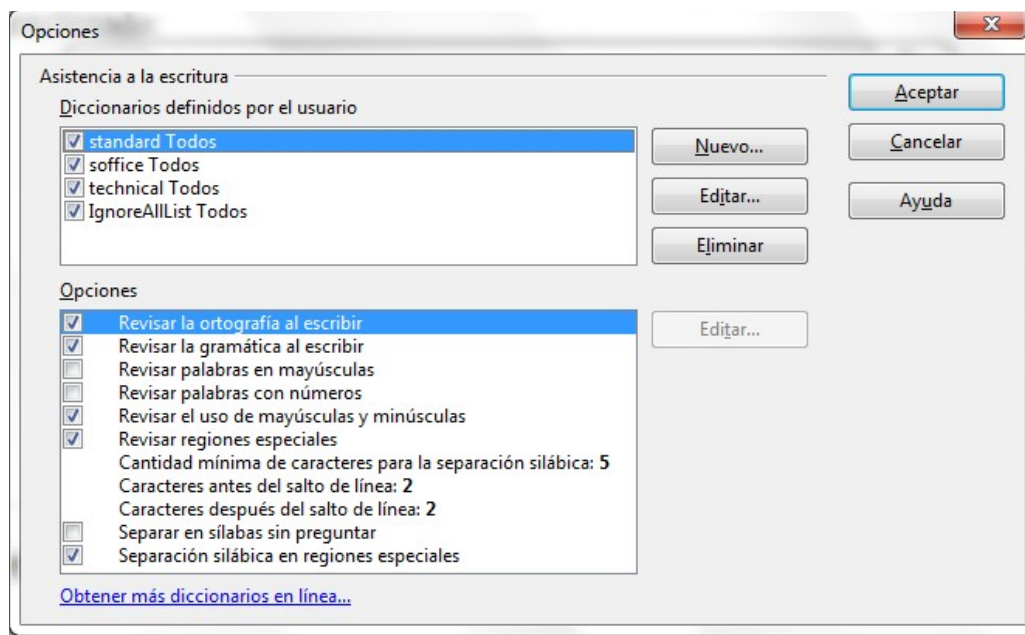 Opciones
Asistencia a la escritura
Diccionarios definidos por el usuario
standard Todos
soffice Todos
technical Todos
IgnoreAllList Todos
Nuevo...
Editar...
Eliminar
Aceptar
Cancelar
Ayuda
Opciones
Revisar la ortografía al escribir
Revisar la gramática al escribir
Revisar palabras en mayúsculas
Revisar palabras con números
Revisar el uso de mayúsculas y minúsculas
Revisar regiones especiales
Cantidad mínima de caracteres para la separación silábica: 5
Caracteres antes del salto de línea: 2
Caracteres después del salto de línea: 2
Separar en sílabas sin preguntar
Separación silábica en regiones especiales
Editar...
Obtener más diccionarios en línea...